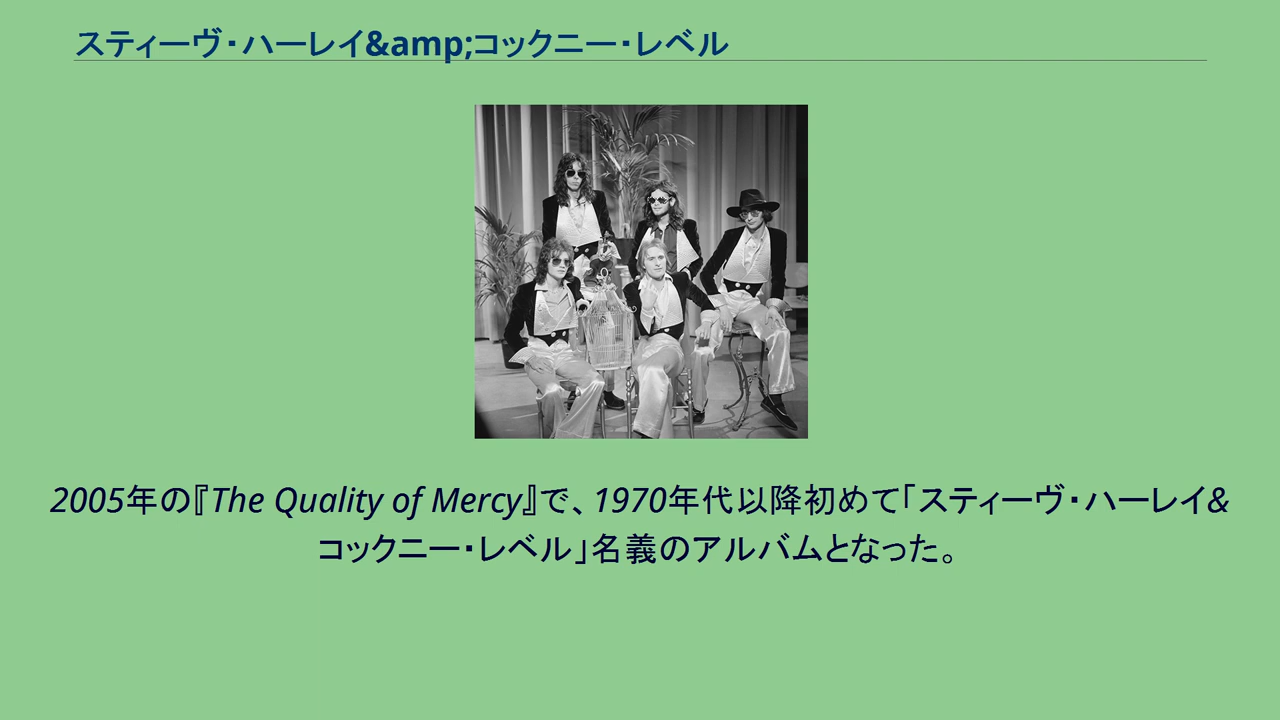 スティーヴ・ハーレイ&amp;コックニー・レベル
2005年の『The Quality of Mercy』で、1970年代以降初めて「スティーヴ・ハーレイ&
コックニー・レベル」名義のアルバムとなった。